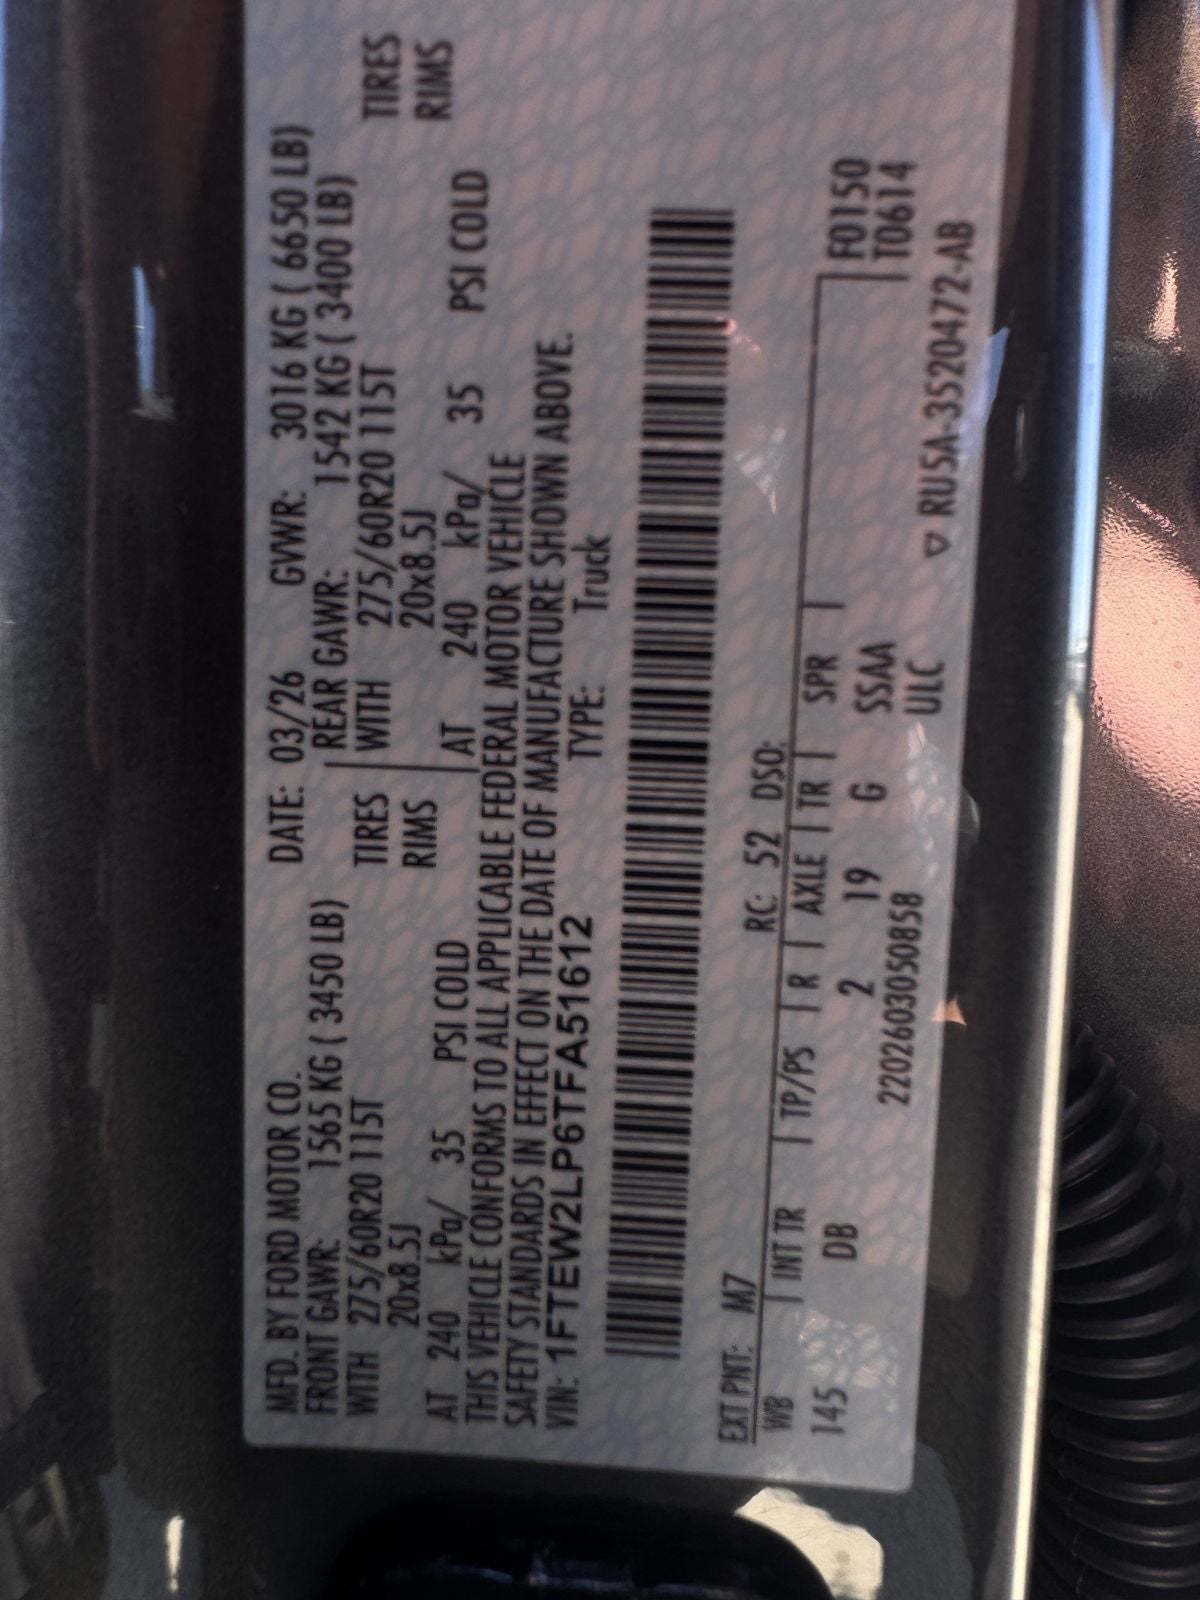 MFD. BY FORD MOTOR CO. DATE: 03/26 GVWR: 3016 KG ( 6650 LB)
FRONT GAWR: 1565 KG ( 3450 LB) REAR GAWR: 1542 KG ( 3400 LB)
WITH 275/60R20 115T TIRES WITH 275/60R20 115T TIRES
20x8.5J RIMS 20x8.5J RIMS
AT 240 kPa/ 35 PSI COLD AT 240 kPa/ 35 PSI COLD
THIS VEHICLE CONFORMS TO ALL APPLICABLE FEDERAL MOTOR VEHICLE
SAFETY STANDARDS IN EFFECT ON THE DATE OF MANUFACTURE SHOWN ABOVE.
VIN: 1FTEW2LP6TFA51612 TYPE: Truck
EXT PNT: M7 RC: 52 DSO:
WB | INT TR | TP/PS | R | AXLE | TR | SPR | F0150
145 DB 2 19 G SSAA T0614
2202603050858 ULC
▽ RU5A-3520472-AB